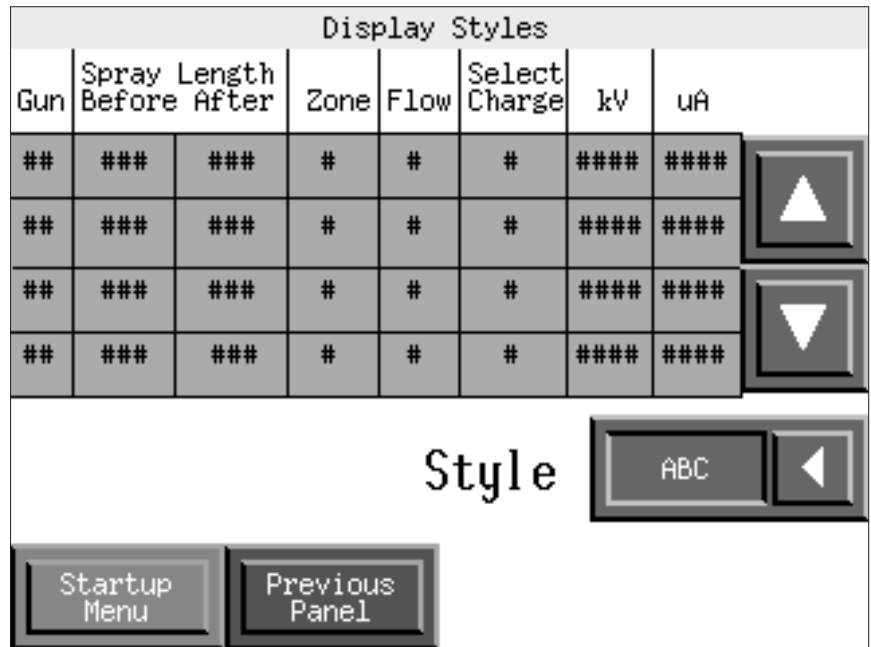 Display Styles
Spray Length Select
Gun Before After Zone Flow Charge kV uA
## ### ### # # # #### ####
## ### ### # # # #### ####
## ### ### # # # #### ####
## ### ### # # # #### ####
Style ABC
Startup Previous
Menu Panel